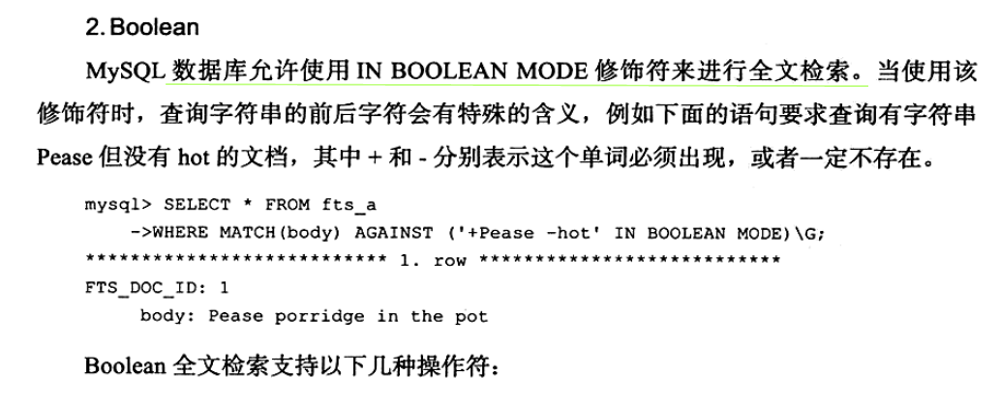 2. Boolean
MySQL 数据库允许使用 IN BOOLEAN MODE 修饰符来进行全文检索。当使用该
修饰符时，查询字符串的前后字符会有特殊的含义，例如下面的语句要求查询有字符串
Pease 但没有 hot 的文档，其中 + 和 - 分别表示这个单词必须出现，或者一定不存在。
mysql> SELECT * FROM fts_a
->WHERE MATCH(body) AGAINST ('+Pease -hot' IN BOOLEAN MODE)\G;
*************************** 1. row ***************************
FTS_DOC_ID: 1
body: Pease porridge in the pot
Boolean 全文检索支持以下几种操作符：